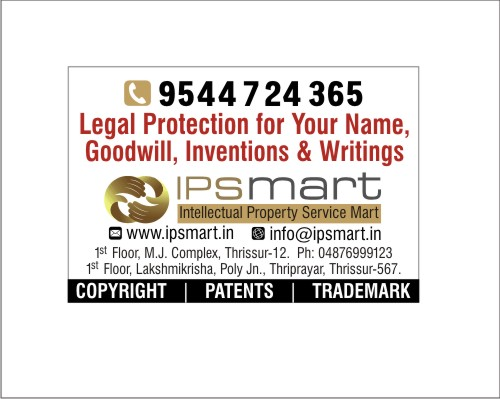 9544 724 365
Legal Protection for Your Name,
Goodwill, Inventions & Writings
IPSmart
Intellectual Property Service Mart
www.ipsmart.in info@ipsmart.in
1st Floor, M.J. Complex, Thrissur-12. Ph: 04876999123
1st Floor, Lakshmikrisha, Poly Jn., Thriprayar, Thrissur-567.
COPYRIGHT | PATENTS | TRADEMARK